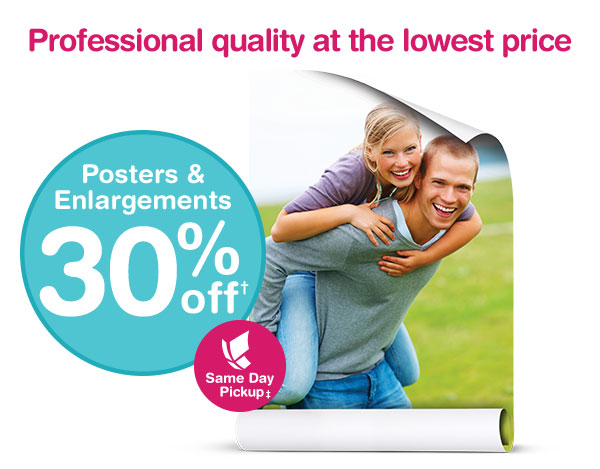 Professional quality at the lowest price
Posters &
Enlargements
30% off†
Same Day
Pickup‡